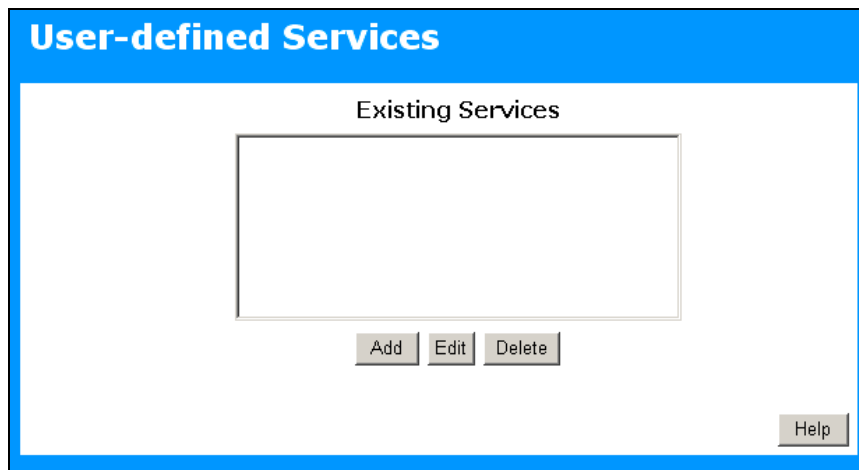 User-defined Services
Existing Services
Add Edit Delete
Help